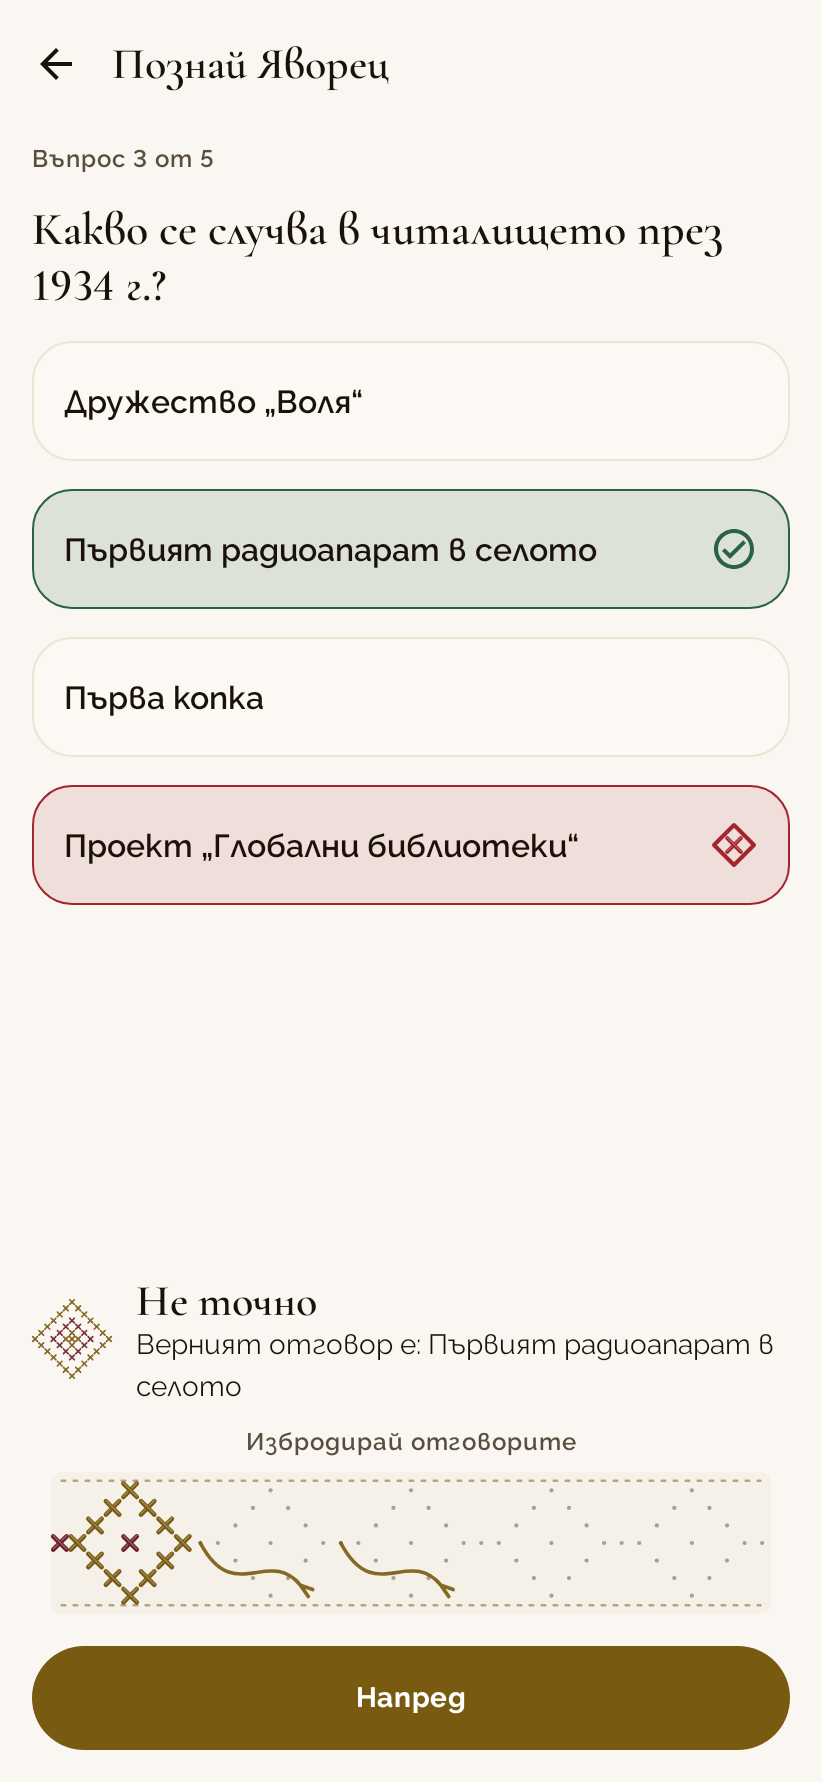 Познай Яворец
Въпрос 3 от 5
Какво се случва в читалището през
1934 г.?
Дружество „Воля“
Първият радиоапарат в селото
Първа копка
Проект „Глобални библиотеки“
Не точно
Верният отговор е: Първият радиоапарат в
селото
Избродирай отговорите
Напред